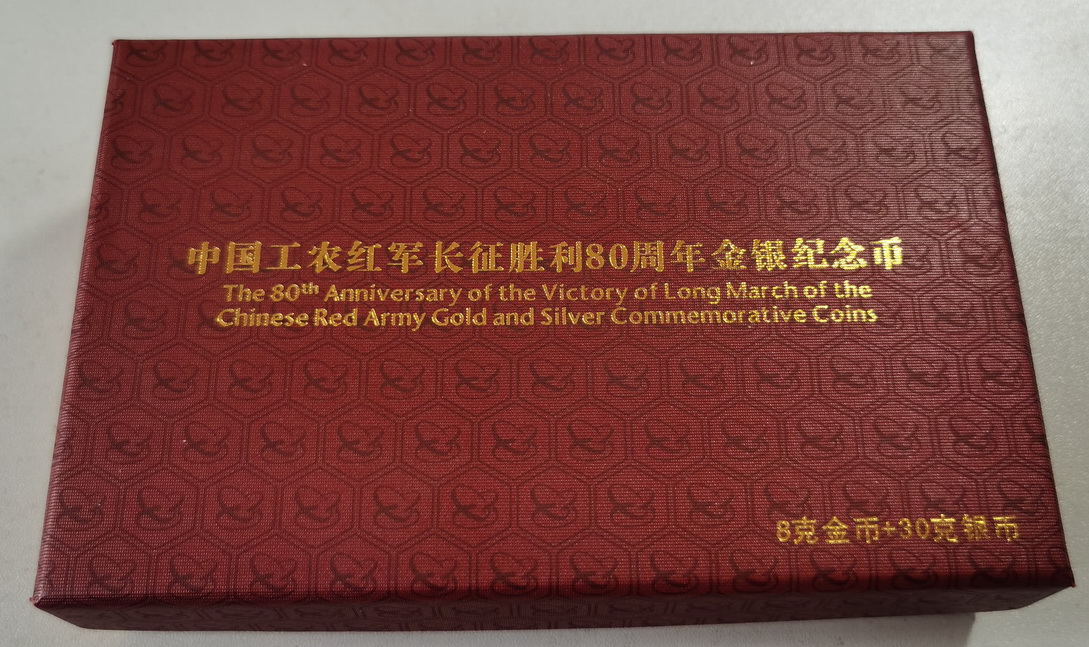 中国工农红军长征胜利80周年金银纪念币
The 80th Anniversary of the Victory of Long March of the
Chinese Red Army Gold and Silver Commemorative Coins
8克金币+30克银币